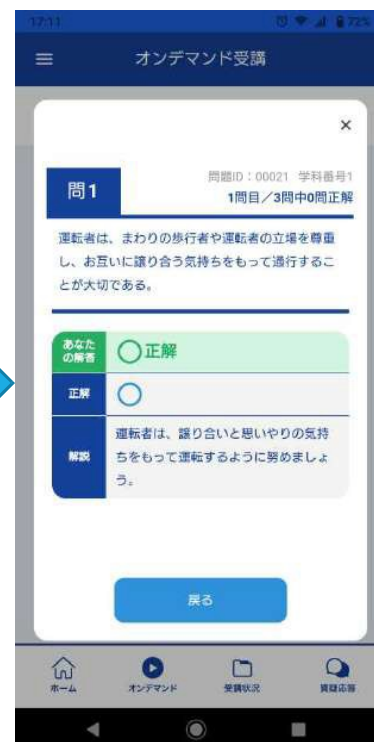 17:11
72%
オンデマンド受講
×
問題ID:00021 学科番号1
問1
1問目/3問中0問正解
運転者は、まわりの歩行者や運転者の立場を尊重
し、お互いに譲り合う気持ちをもって通行するこ
とが大切である。
あなた
の解答
○正解
正解
○
解説
運転者は、譲り合いと思いやりの気持
ちをもって運転するように努めましょ
う。
戻る
ホーム
オンデマンド
受講状況
質疑応答